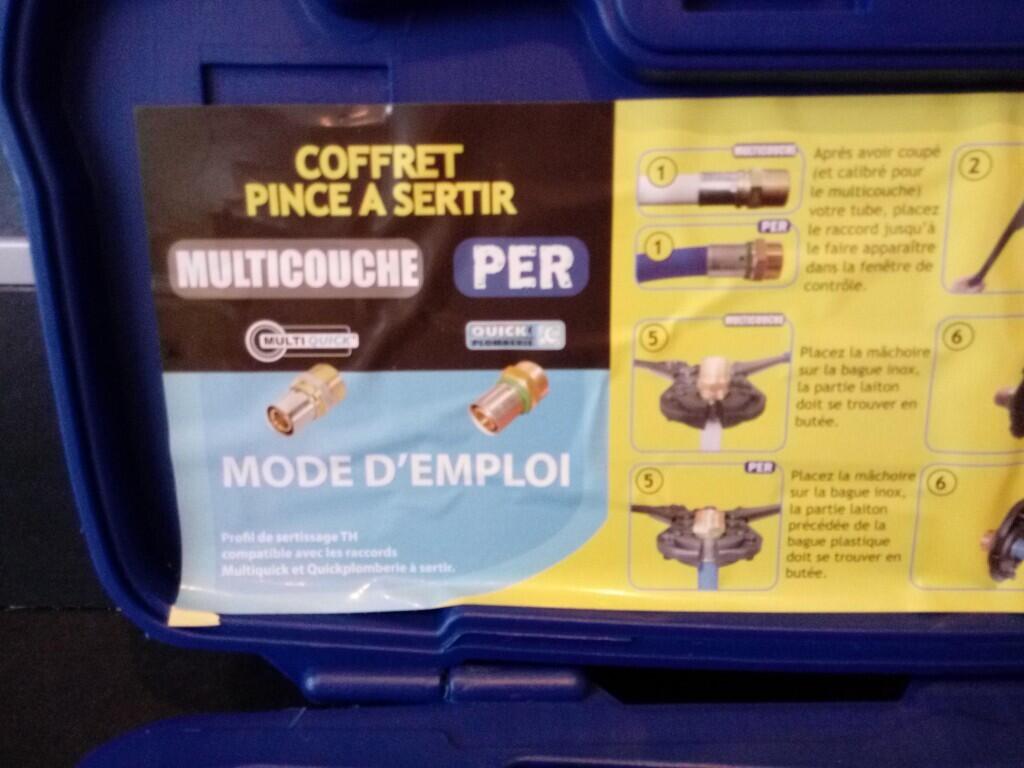 COFFRET
PINCE A SERTIR
MULTICOUCHE
PER
MULTIQUICK
QUICK
PLOMBERIE
MODE D'EMPLOI
Profil de sertissage TH
compatible avec les raccords
Multiquick et Quickplomberie à sertir.
MULTICOUCHE
1
PER
1
Après avoir coupé
(et calibré pour
le multicouche)
votre tube, placez
le raccord jusqu'à
le faire apparaître
dans la fenêtre de
contrôle.
2
MULTICOUCHE
5
Placez la mâchoire
sur la bague inox,
la partie laiton
doit se trouver en
butée.
6
PER
5
Placez la mâchoire
sur la bague inox,
la partie laiton
précédée de la
bague plastique
doit se trouver en
butée.
6